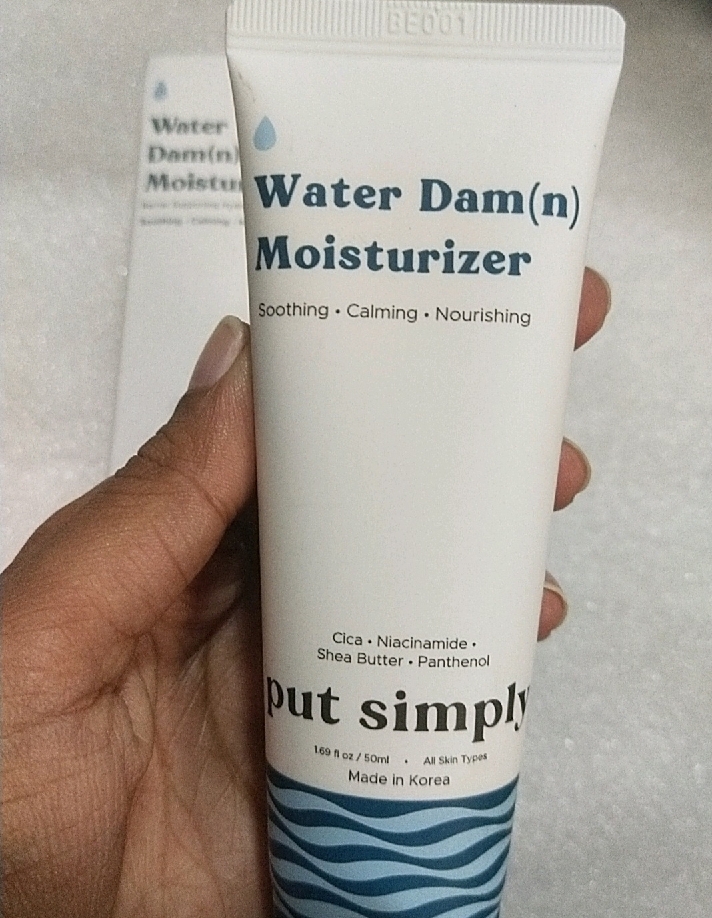 BE001
Water Dam(n)
Moisturizer
Soothing • Calming • Nourishing
Cica • Niacinamide •
Shea Butter • Panthenol
put simply
1.69 fl oz / 50ml • All Skin Types
Made in Korea
Water
Dam(n)
Moistu